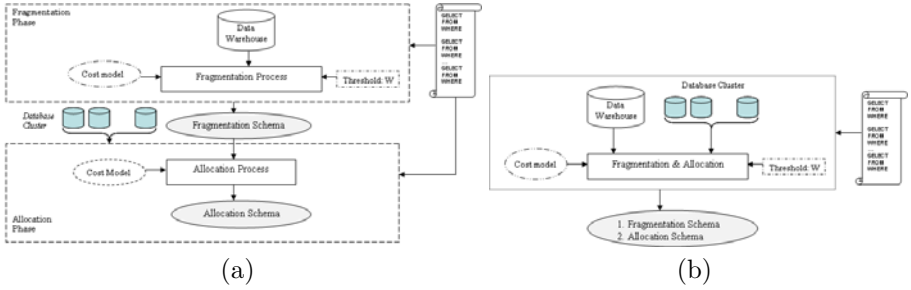 Fragmentation
Phase
Data
Warehouse
Cost model
Fragmentation Process
Threshold: W
SELECT
FROM
WHERE
SELECT
FROM
WHERE
...
SELECT
FROM
WHERE
Database
Cluster
Fragmentation Schema
Cost Model
Allocation Process
Allocation Schema
Allocation
Phase
(a)
Database Cluster
Data
Warehouse
Cost model
Fragmentation & Allocation
Threshold: W
SELECT
FROM
WHERE
SELECT
FROM
WHERE
...
SELECT
FROM
WHERE
1. Fragmentation Schema
2. Allocation Schema
(b)